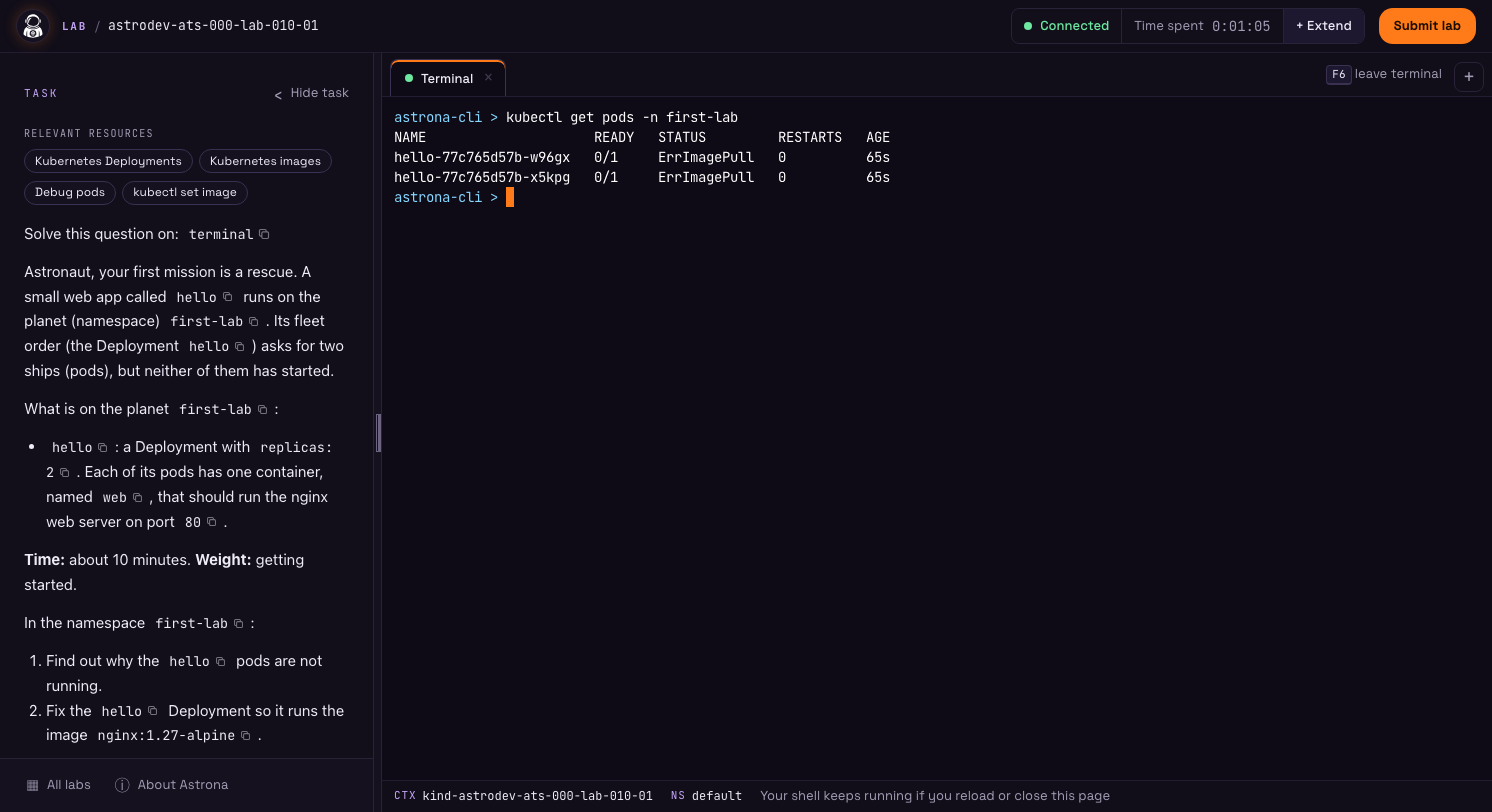 LAB / astrodev-ats-000-lab-010-01
Connected Time spent 0:01:05 + Extend Submit lab
TASK < Hide task
RELEVANT RESOURCES
Kubernetes Deployments Kubernetes images
Debug pods kubectl set image
Solve this question on: terminal
Astronaut, your first mission is a rescue. A
small web app called hello runs on the
planet (namespace) first-lab . Its fleet
order (the Deployment hello ) asks for two
ships (pods), but neither of them has started.
What is on the planet first-lab :
• hello : a Deployment with replicas:
2 . Each of its pods has one container,
named web , that should run the nginx
web server on port 80 .
Time: about 10 minutes. Weight: getting
started.
In the namespace first-lab :
1. Find out why the hello pods are not
running.
2. Fix the hello Deployment so it runs the
image nginx:1.27-alpine .
All labs About Astrona
Terminal × F6 leave terminal +
astrona-cli > kubectl get pods -n first-lab
NAME READY STATUS RESTARTS AGE
hello-77c765d57b-w96gx 0/1 ErrImagePull 0 65s
hello-77c765d57b-x5kpg 0/1 ErrImagePull 0 65s
astrona-cli >
CTX kind-astrodev-ats-000-lab-010-01 NS default Your shell keeps running if you reload or close this page